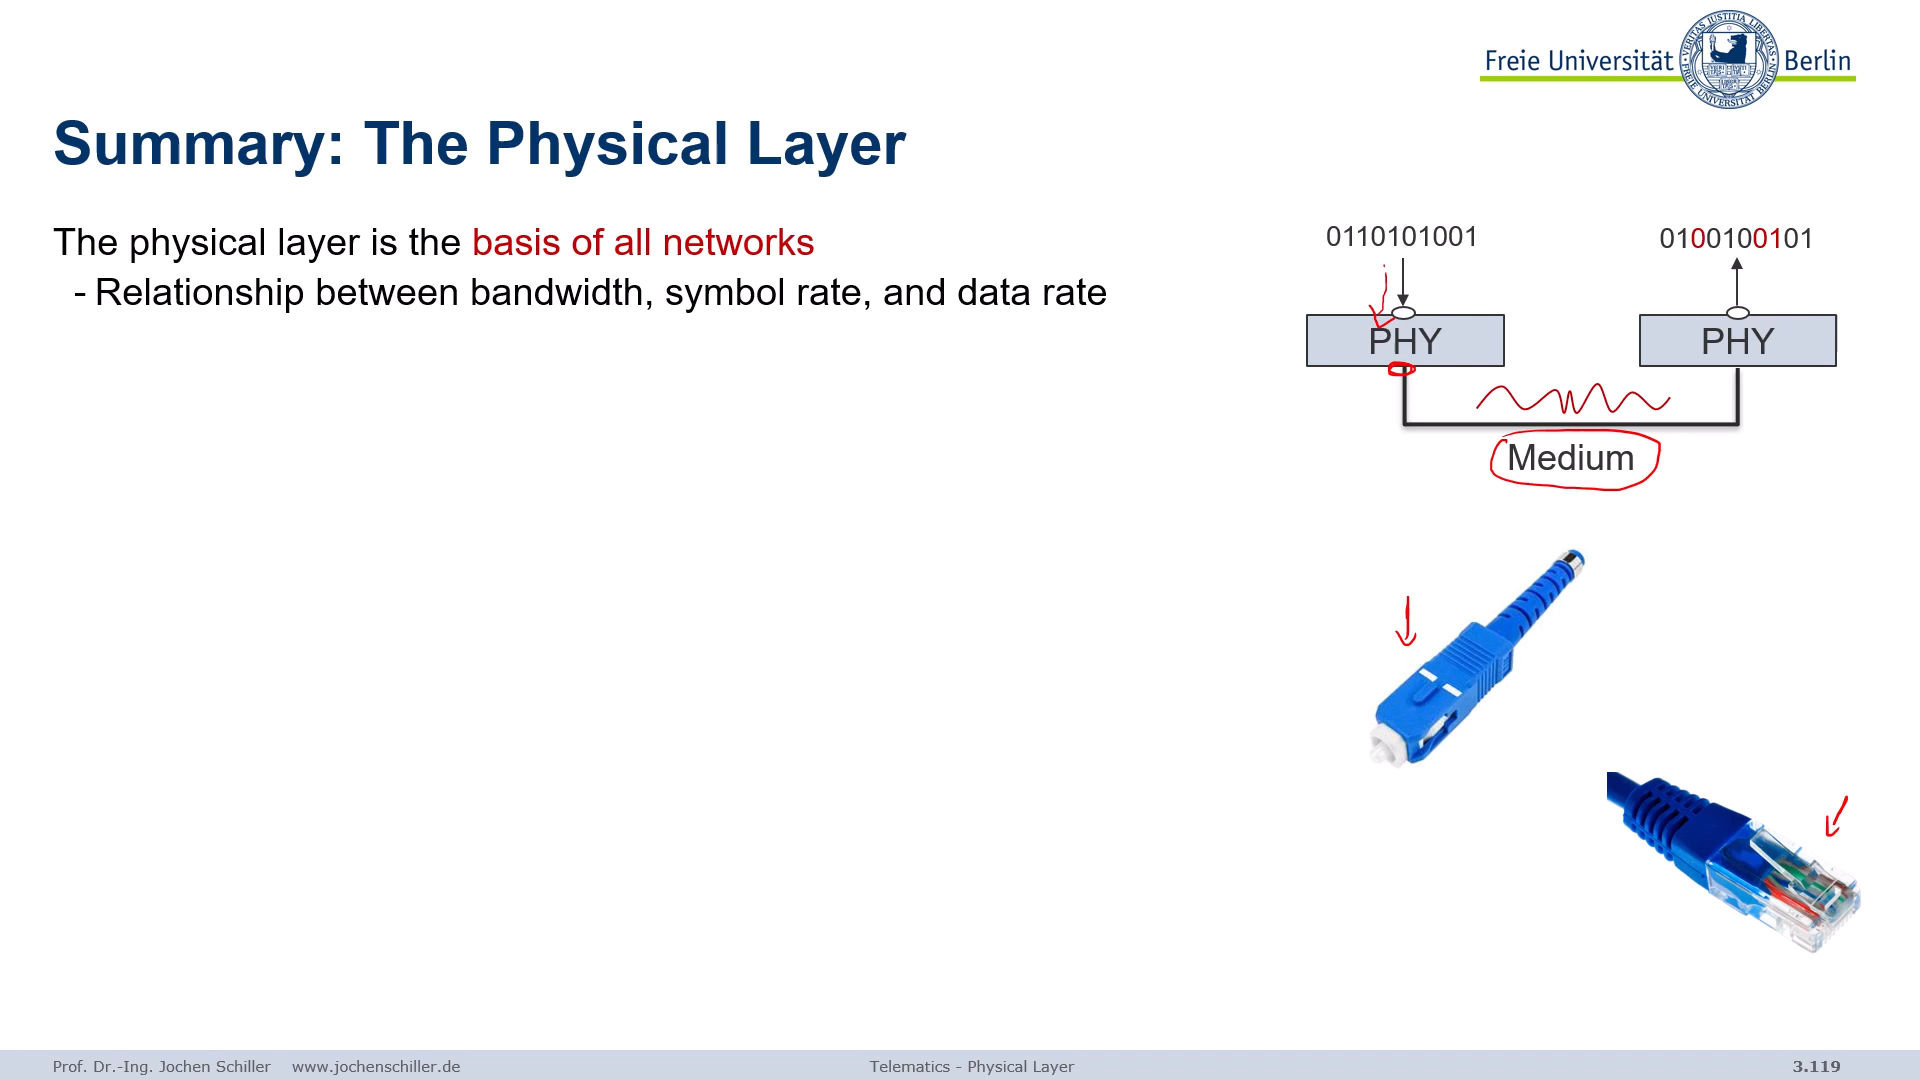 Freie Universität Berlin
Summary: The Physical Layer
The physical layer is the basis of all networks
- Relationship between bandwidth, symbol rate, and data rate
0110101001
0100100101
PHY
PHY
Medium
Prof. Dr.-Ing. Jochen Schiller www.jochenschiller.de
Telematics - Physical Layer
3.119